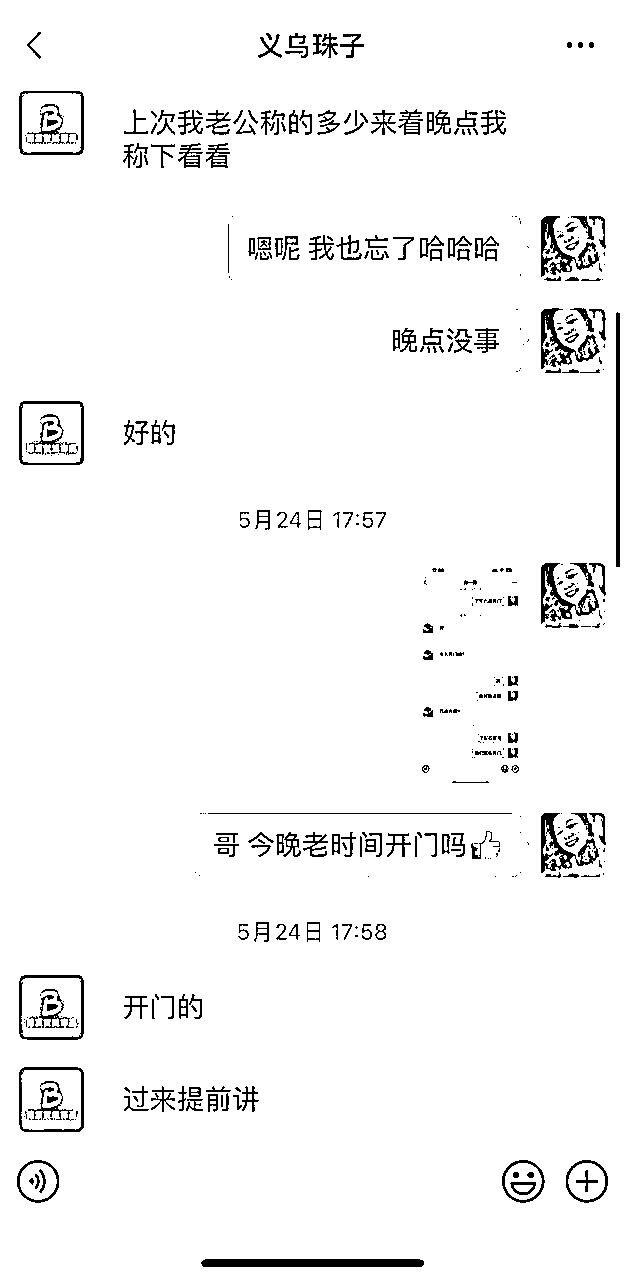 义乌珠子
上次我老公称的多少来着晚点我
称下看看
嗯呢 我也忘了哈哈哈
晚点没事
好的
5月24日 17:57
哥 今晚老时间开门吗👍
5月24日 17:58
开门的
过来提前讲